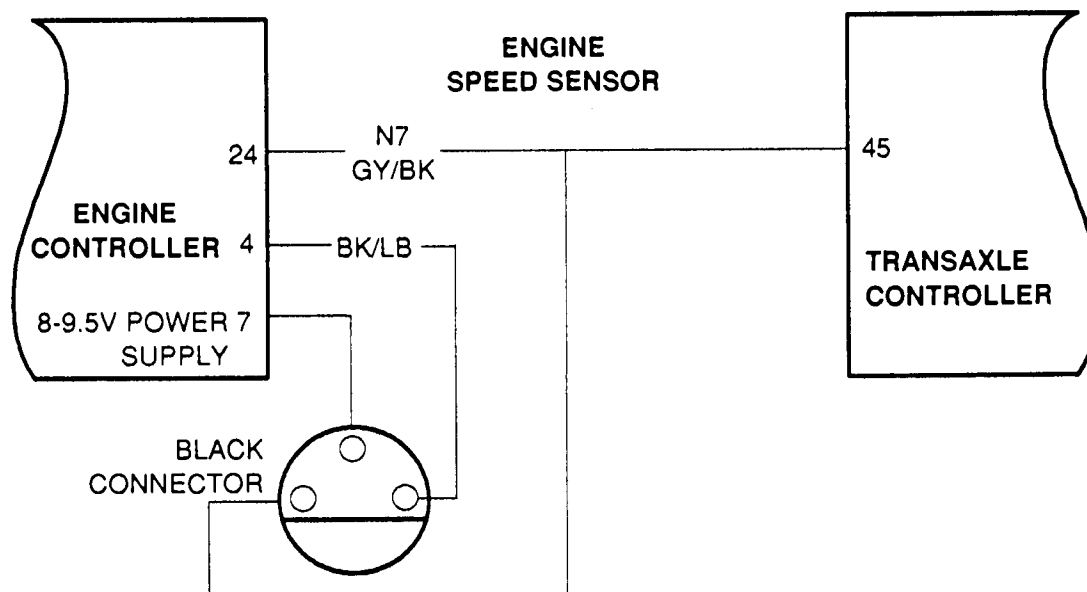 ENGINE
SPEED SENSOR
24
N7
GY/BK
45
ENGINE
CONTROLLER
4
BK/LB
TRANSAXLE
CONTROLLER
8-9.5V POWER 7
SUPPLY
BLACK
CONNECTOR